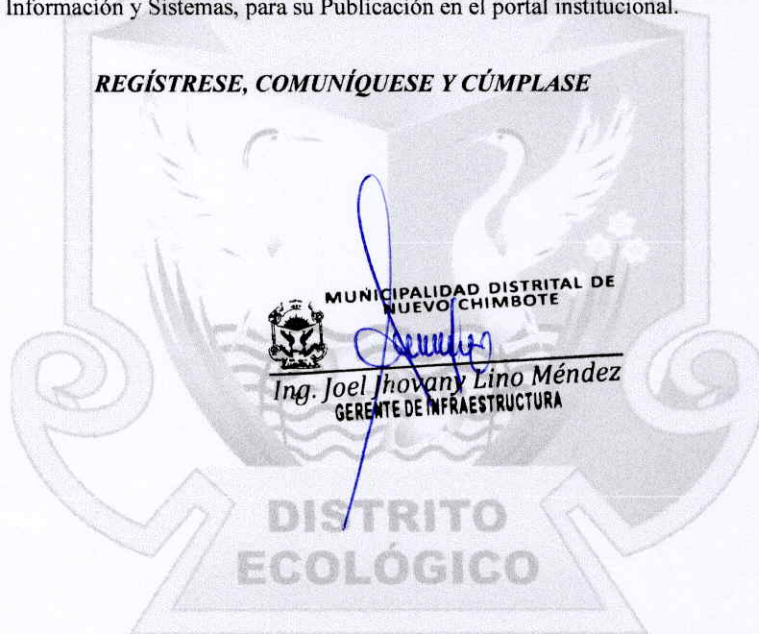 Información y Sistemas, para su Publicación en el portal institucional.
REGÍSTRESE, COMUNÍQUESE Y CÚMPLASE
MUNICIPALIDAD DISTRITAL DE
NUEVO CHIMBOTE
Ing. Joel Jhovany Lino Méndez
GERENTE DE INFRAESTRUCTURA
DISTRITO
ECOLÓGICO